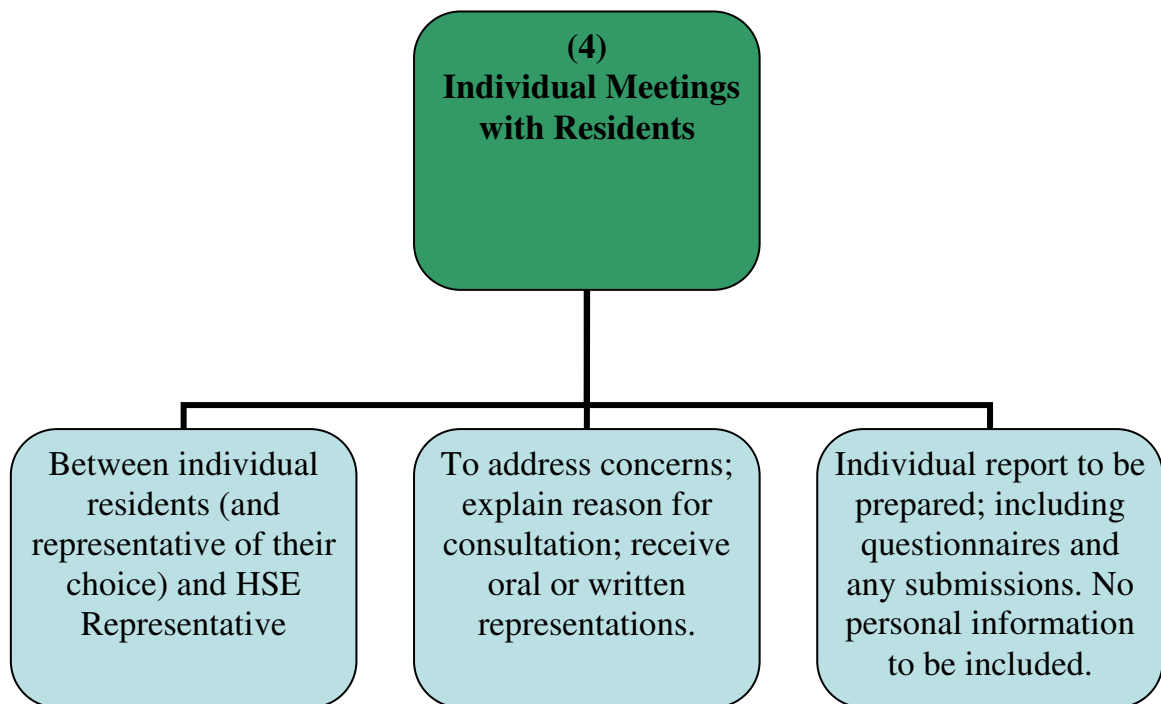 (4)
Individual Meetings
with Residents
Between individual
residents (and
representative of their
choice) and HSE
Representative
To address concerns;
explain reason for
consultation; receive
oral or written
representations.
Individual report to be
prepared; including
questionnaires and
any submissions. No
personal information
to be included.